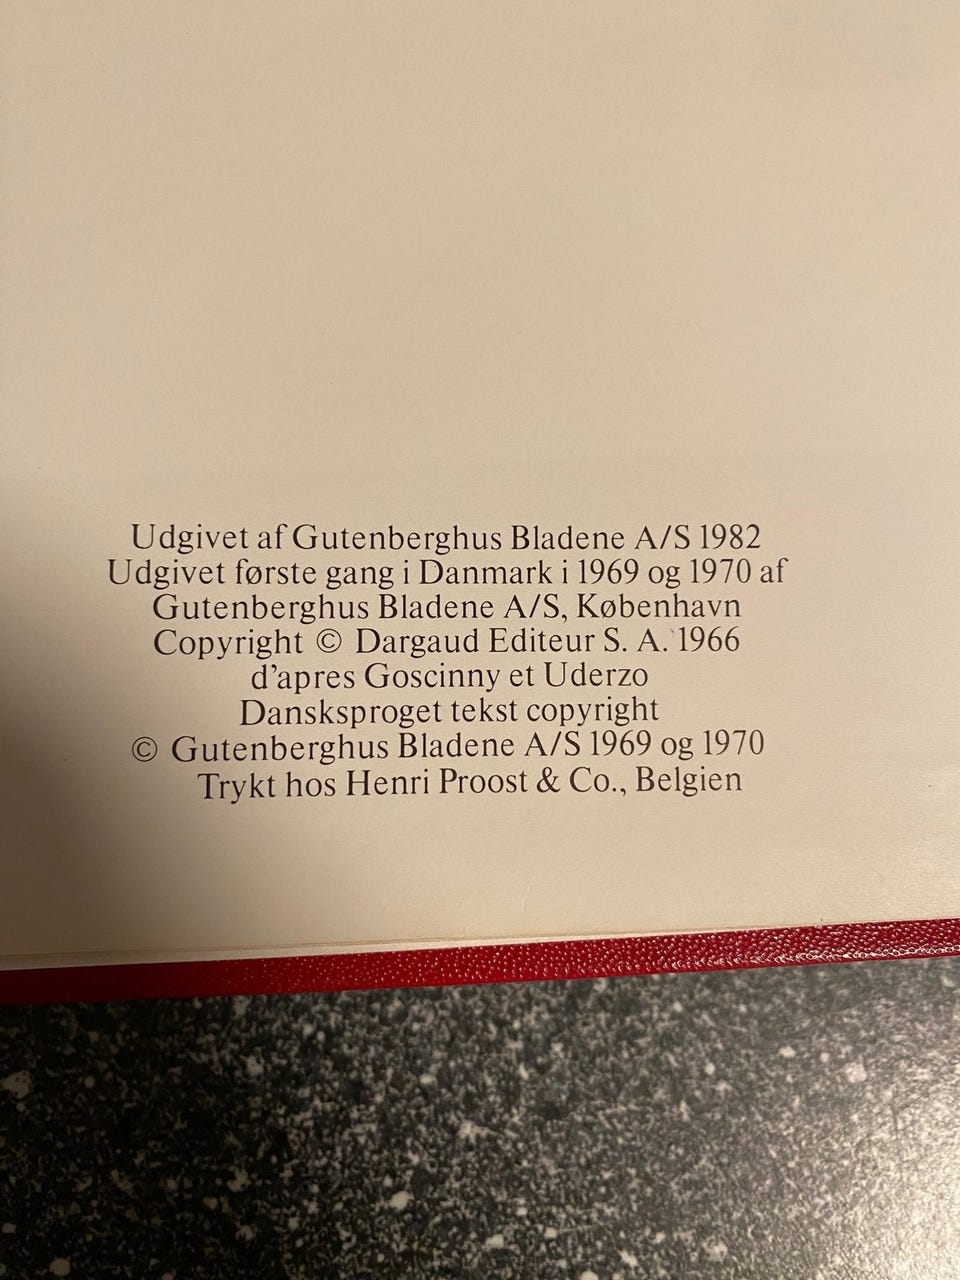 Udgivet af Gutenberghus Bladene A/S 1982
Udgivet første gang i Danmark i 1969 og 1970 af
Gutenberghus Bladene A/S, København
Copyright © Dargaud Editeur S. A. 1966
d'apres Goscinny et Uderzo
Dansksproget tekst copyright
© Gutenberghus Bladene A/S 1969 og 1970
Trykt hos Henri Proost & Co., Belgien